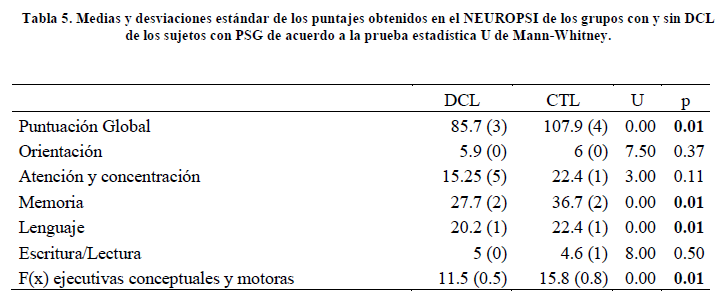 Tabla 5. Medias y desviaciones estándar de los puntajes obtenidos en el NEUROPSI de los grupos con y sin DCL
de los sujetos con PSG de acuerdo a la prueba estadística U de Mann-Whitney.
DCL CTL U p
Puntuación Global 85.7 (3) 107.9 (4) 0.00 0.01
Orientación 5.9 (0) 6 (0) 7.50 0.37
Atención y concentración 15.25 (5) 22.4 (1) 3.00 0.11
Memoria 27.7 (2) 36.7 (2) 0.00 0.01
Lenguaje 20.2 (1) 22.4 (1) 0.00 0.01
Escritura/Lectura 5 (0) 4.6 (1) 8.00 0.50
F(x) ejecutivas conceptuales y motoras 11.5 (0.5) 15.8 (0.8) 0.00 0.01